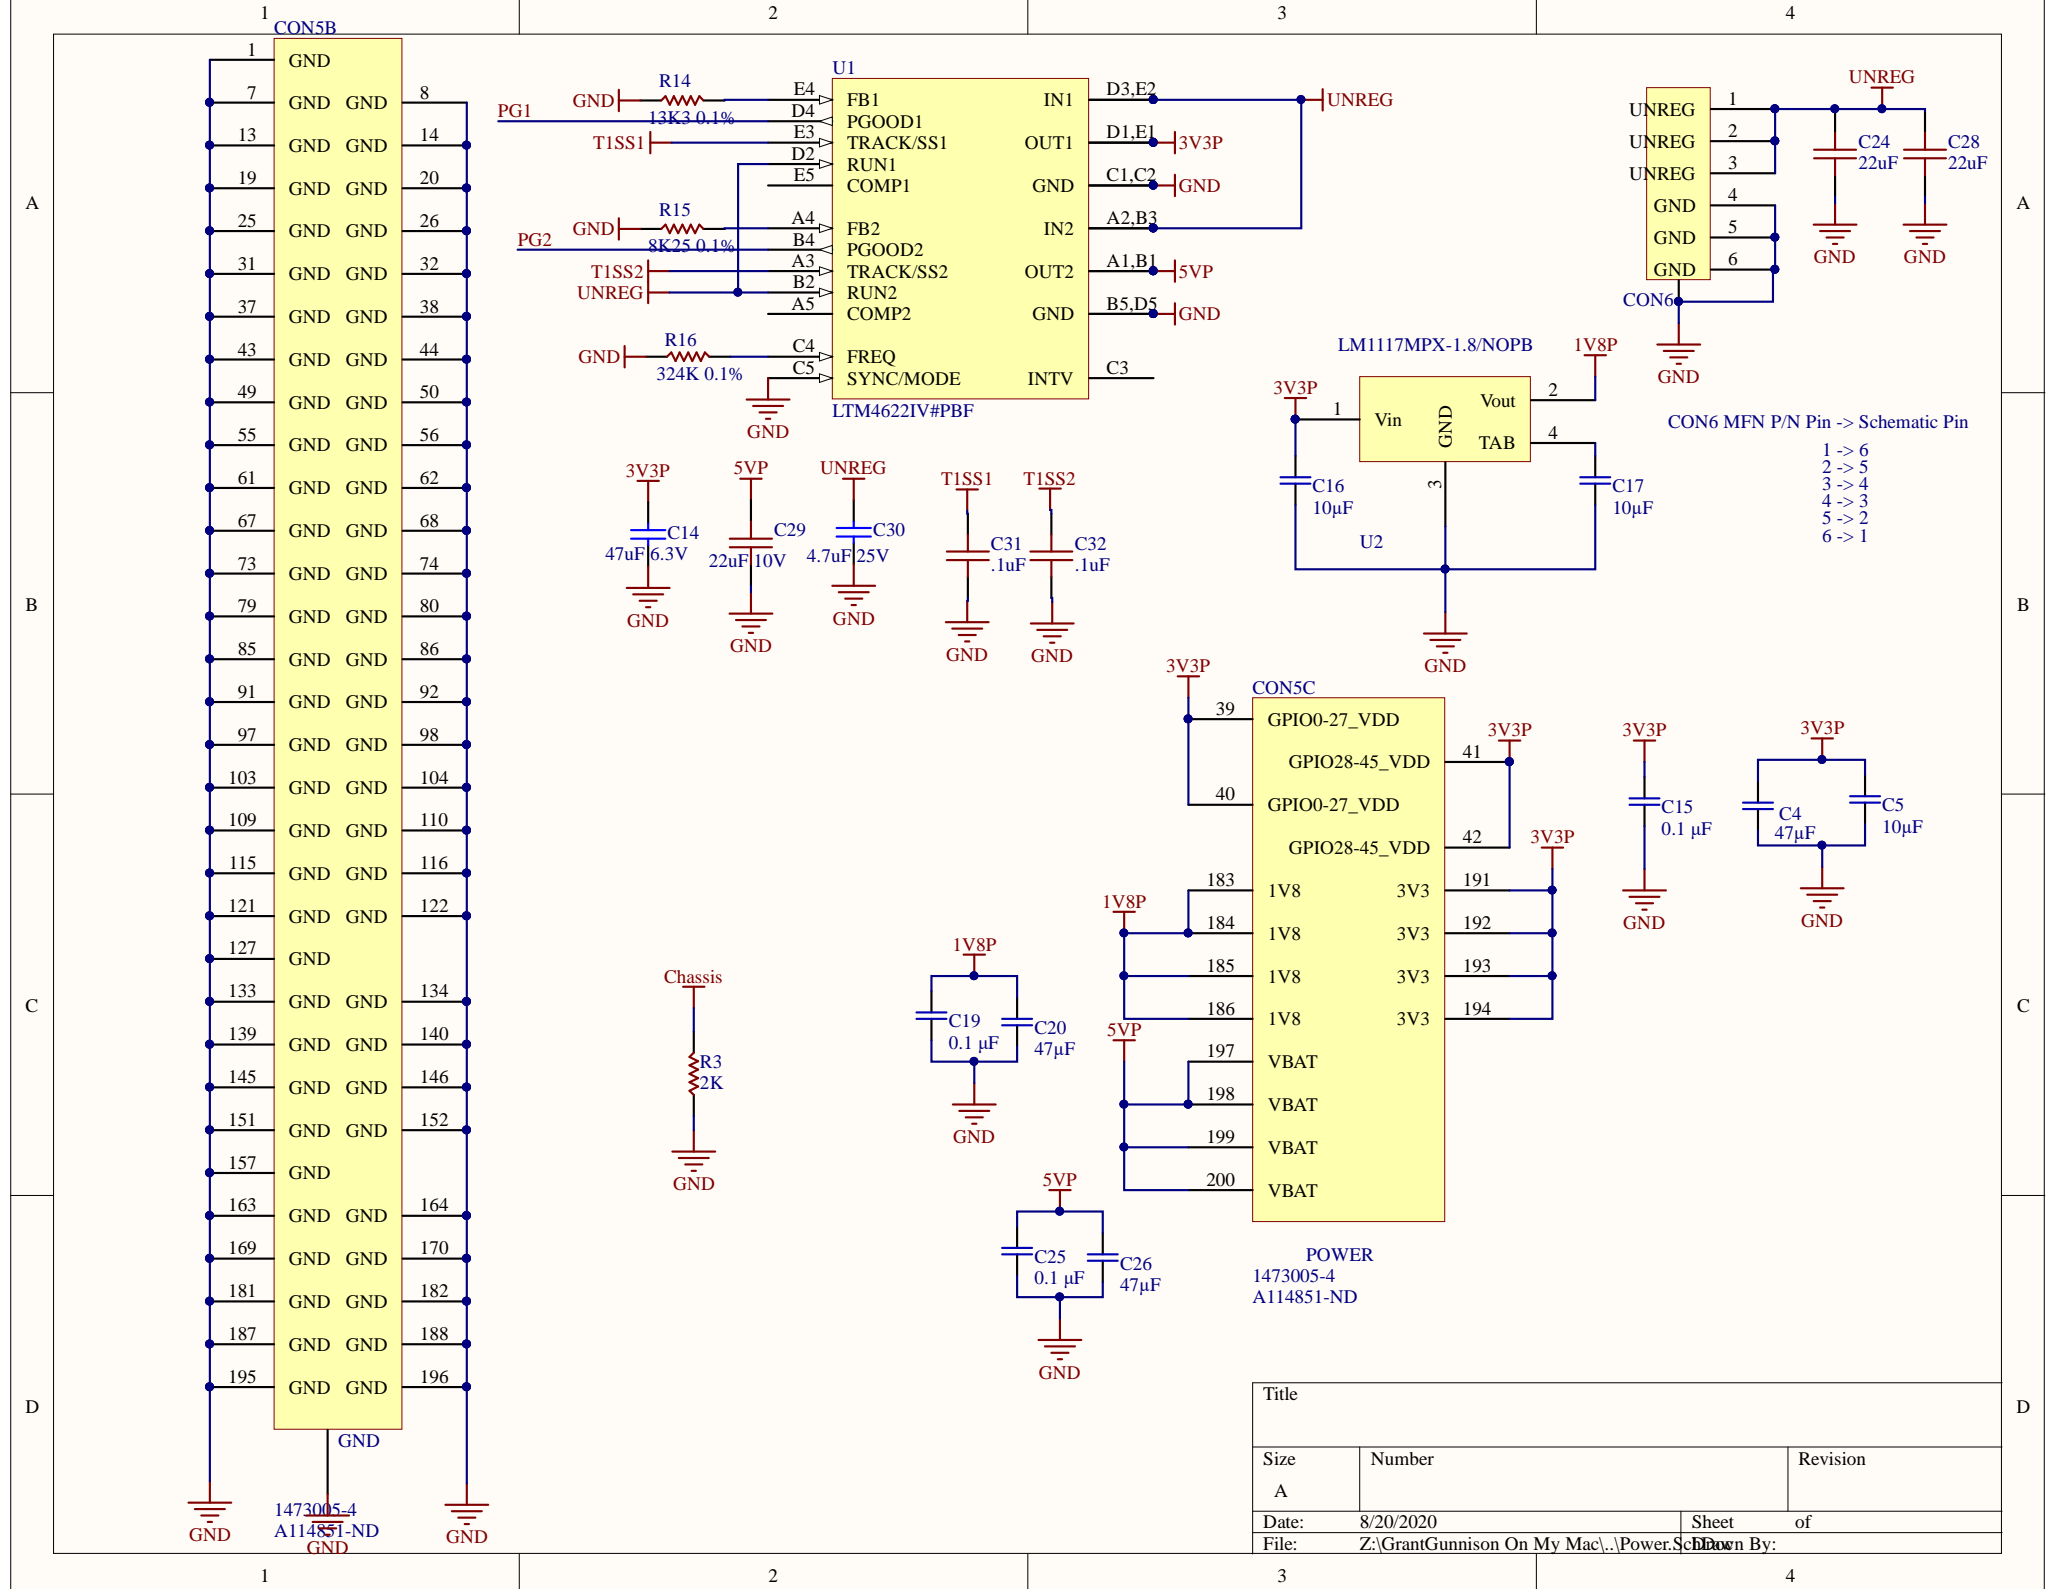 1 2 3 4
A A
B B
C C
D D
1 2 3 4
CON5B
1 GND
7 GND GND 8
13 GND GND 14
19 GND GND 20
25 GND GND 26
31 GND GND 32
37 GND GND 38
43 GND GND 44
49 GND GND 50
55 GND GND 56
61 GND GND 62
67 GND GND 68
73 GND GND 74
79 GND GND 80
85 GND GND 86
91 GND GND 92
97 GND GND 98
103 GND GND 104
109 GND GND 110
115 GND GND 116
121 GND GND 122
127 GND
133 GND GND 134
139 GND GND 140
145 GND GND 146
151 GND GND 152
157 GND
163 GND GND 164
169 GND GND 170
181 GND GND 182
187 GND GND 188
195 GND GND 196
GND
1473005-4
A114851-ND
GND GND GND
U1
R14
GND 13K3 0.1% E4 FB1 IN1 D3,E2 UNREG
PG1 D4 PGOOD1
T1SS1 E3 TRACK/SS1 OUT1 D1,E1 3V3P
D2 RUN1
E5 COMP1 GND C1,C2 GND
R15
GND 8K25 0.1% A4 FB2 IN2 A2,B3
PG2 B4 PGOOD2
T1SS2 A3 TRACK/SS2 OUT2 A1,B1 5VP
UNREG B2 RUN2
A5 COMP2 GND B5,D5 GND
R16
GND 324K 0.1% C4 FREQ
C5 SYNC/MODE INTV C3
GND
LTM4622IV#PBF
UNREG
UNREG 1
UNREG 2
UNREG 3
GND 4
GND 5
GND 6
CON6
GND
C24
22uF
GND
C28
22uF
GND
LM1117MPX-1.8/NOPB
3V3P
1V8P
1 Vin Vout 2
GND TAB 4
3
C16
10µF
C17
10µF
U2
GND
CON6 MFN P/N Pin -> Schematic Pin
1 -> 6
2 -> 5
3 -> 4
4 -> 3
5 -> 2
6 -> 1
3V3P
C14
47uF 6.3V
GND
5VP
C29
22uF 10V
GND
UNREG
C30
4.7uF 25V
GND
T1SS1
C31
.1uF
GND
T1SS2
C32
.1uF
GND
3V3P
CON5C
39 GPIO0-27_VDD
3V3P
GPIO28-45_VDD 41
40 GPIO0-27_VDD
GPIO28-45_VDD 42
3V3P
183 1V8 3V3 191
1V8P
184 1V8 3V3 192
185 1V8 3V3 193
186 1V8 3V3 194
5VP
197 VBAT
198 VBAT
199 VBAT
200 VBAT
POWER
1473005-4
A114851-ND
3V3P
C15
0.1 µF
GND
3V3P
C4
47µF
C5
10µF
GND
Chassis
R3
2K
GND
1V8P
C19
0.1 µF
C20
47µF
GND
5VP
C25
0.1 µF
C26
47µF
GND
Title
Size Number Revision
A
Date: 8/20/2020 Sheet of
File: Z:\GrantGunnison On My Mac\..\Power.SchDoc Drawn By: